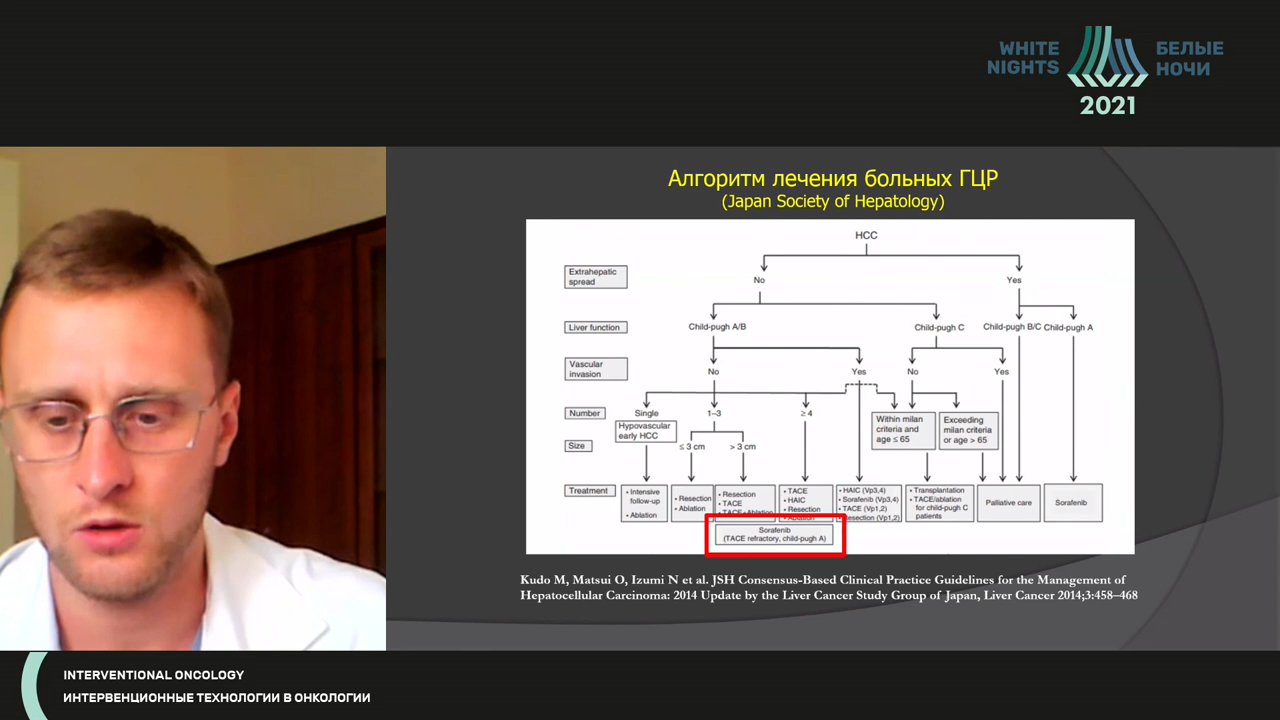 WHITE NIGHTS
БЕЛЫЕ НОЧИ
2021
Алгоритм лечения больных ГЦР
(Japan Society of Hepatology)
HCC
Extrahepatic spread
No
Yes
Liver function
Child-pugh A/B
Child-pugh C
Child-pugh B/C
Child-pugh A
Vascular invasion
No
Yes
No
Yes
Number
Single
1–3
≥ 4
Hypovascular early HCC
Within milan criteria and age ≤ 65
Exceeding milan criteria or age > 65
Size
≤ 3 cm
> 3 cm
Treatment
• Intensive follow-up
• Ablation
• Resection
• Ablation
• Resection
• TACE
• TACE+Ablation
• TACE
• HAIC
• Resection
• Ablation
• HAIC (Vp3,4)
• Sorafenib (Vp3,4)
• TACE (Vp1,2)
• Resection (Vp1,2)
• Transplantation
• TACE/ablation for child-pugh C patients
Palliative care
Sorafenib
Sorafenib
(TACE refractory, child-pugh A)
Kudo M, Matsui O, Izumi N et al. JSH Consensus-Based Clinical Practice Guidelines for the Management of
Hepatocellular Carcinoma: 2014 Update by the Liver Cancer Study Group of Japan, Liver Cancer 2014;3:458–468
INTERVENTIONAL ONCOLOGY
ИНТЕРВЕНЦИОННЫЕ ТЕХНОЛОГИИ В ОНКОЛОГИИ